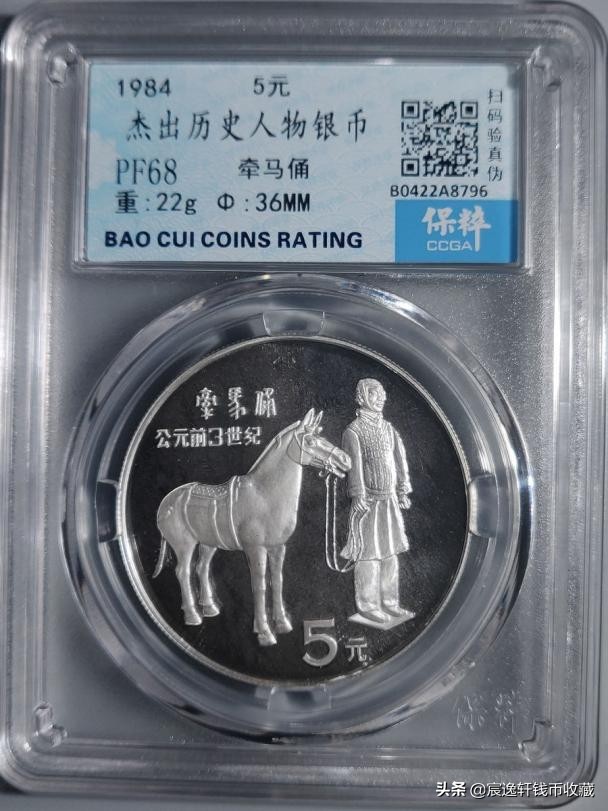 1984 5元
杰出历史人物银币
PF68 牵马俑
重:22g Φ:36MM
BAO CUI COINS RATING
扫码验真伪
B0422A8796
保粹
CCGA
牽馬俑
公元前3世纪
5元
保粹
头条 @宸逸轩钱币收藏